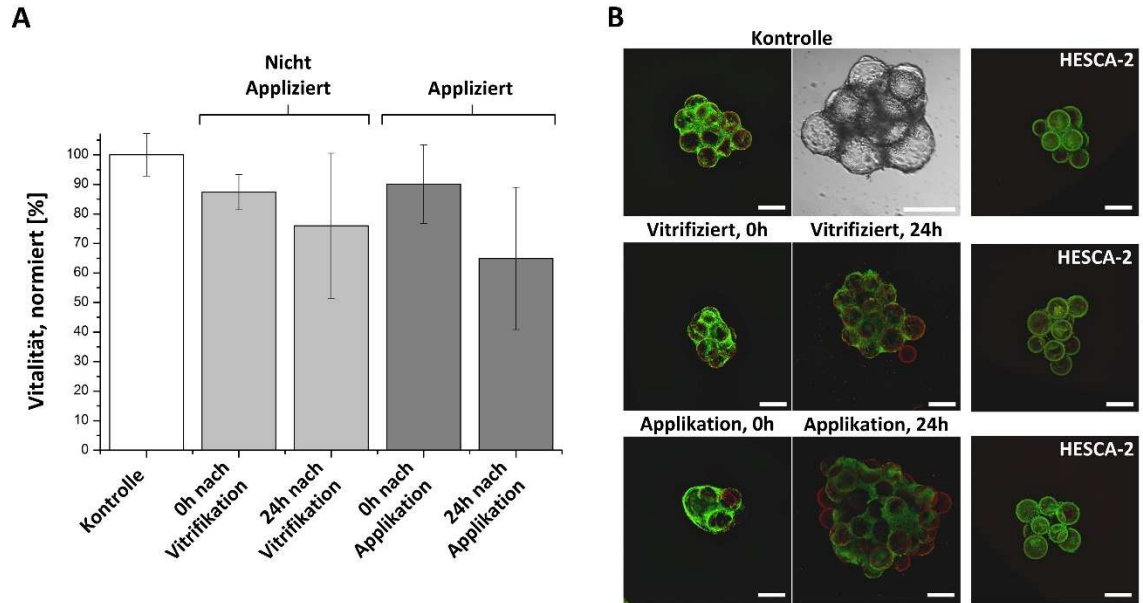 A
Nicht
Appliziert
Appliziert
Vitalität, normiert [%]
100
90
80
70
60
50
40
30
20
10
0
Kontrolle
0h nach
Vitrifikation
24h nach
Vitrifikation
0h nach
Applikation
24h nach
Applikation
B
Kontrolle
HESCA-2
Vitrifiziert, 0h
Vitrifiziert, 24h
HESCA-2
Applikation, 0h
Applikation, 24h
HESCA-2